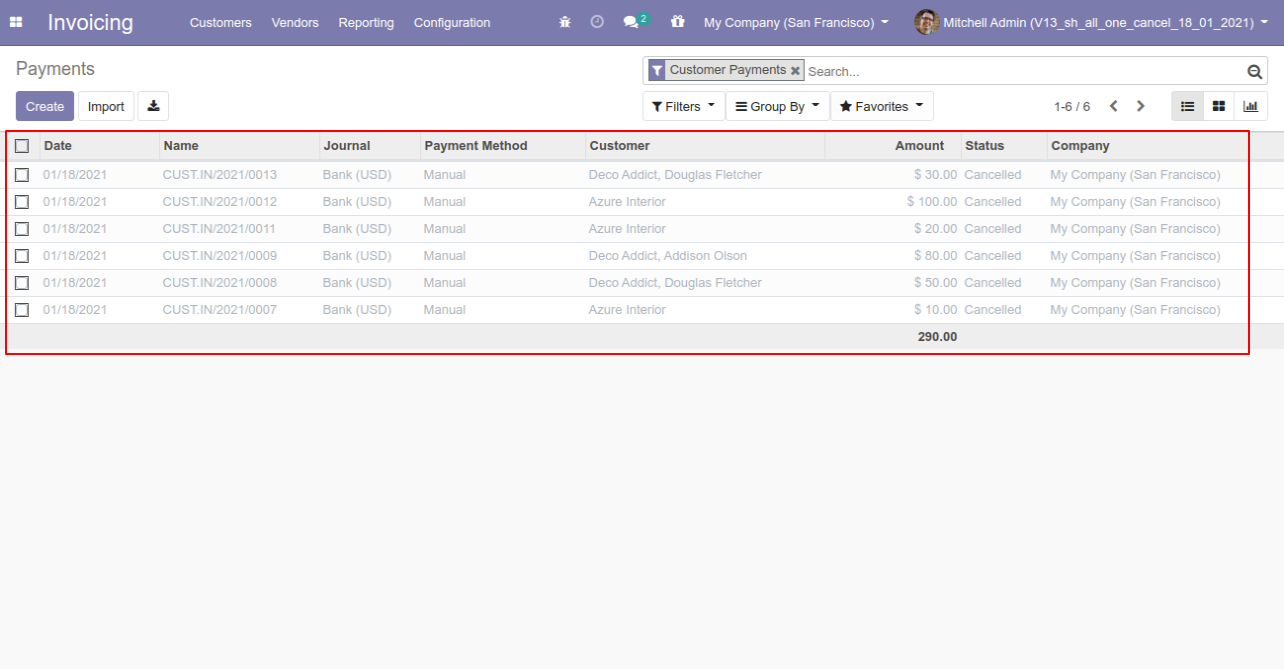 Invoicing Customers Vendors Reporting Configuration 2 My Company (San Francisco) Mitchell Admin (V13_sh_all_one_cancel_18_01_2021)
Payments Customer Payments Search...
Create Import Filters Group By Favorites 1-6 / 6
Date Name Journal Payment Method Customer Amount Status Company
01/18/2021 CUST.IN/2021/0013 Bank (USD) Manual Deco Addict, Douglas Fletcher $ 30.00 Cancelled My Company (San Francisco)
01/18/2021 CUST.IN/2021/0012 Bank (USD) Manual Azure Interior $ 100.00 Cancelled My Company (San Francisco)
01/18/2021 CUST.IN/2021/0011 Bank (USD) Manual Azure Interior $ 20.00 Cancelled My Company (San Francisco)
01/18/2021 CUST.IN/2021/0009 Bank (USD) Manual Deco Addict, Addison Olson $ 80.00 Cancelled My Company (San Francisco)
01/18/2021 CUST.IN/2021/0008 Bank (USD) Manual Deco Addict, Douglas Fletcher $ 50.00 Cancelled My Company (San Francisco)
01/18/2021 CUST.IN/2021/0007 Bank (USD) Manual Azure Interior $ 10.00 Cancelled My Company (San Francisco)
290.00